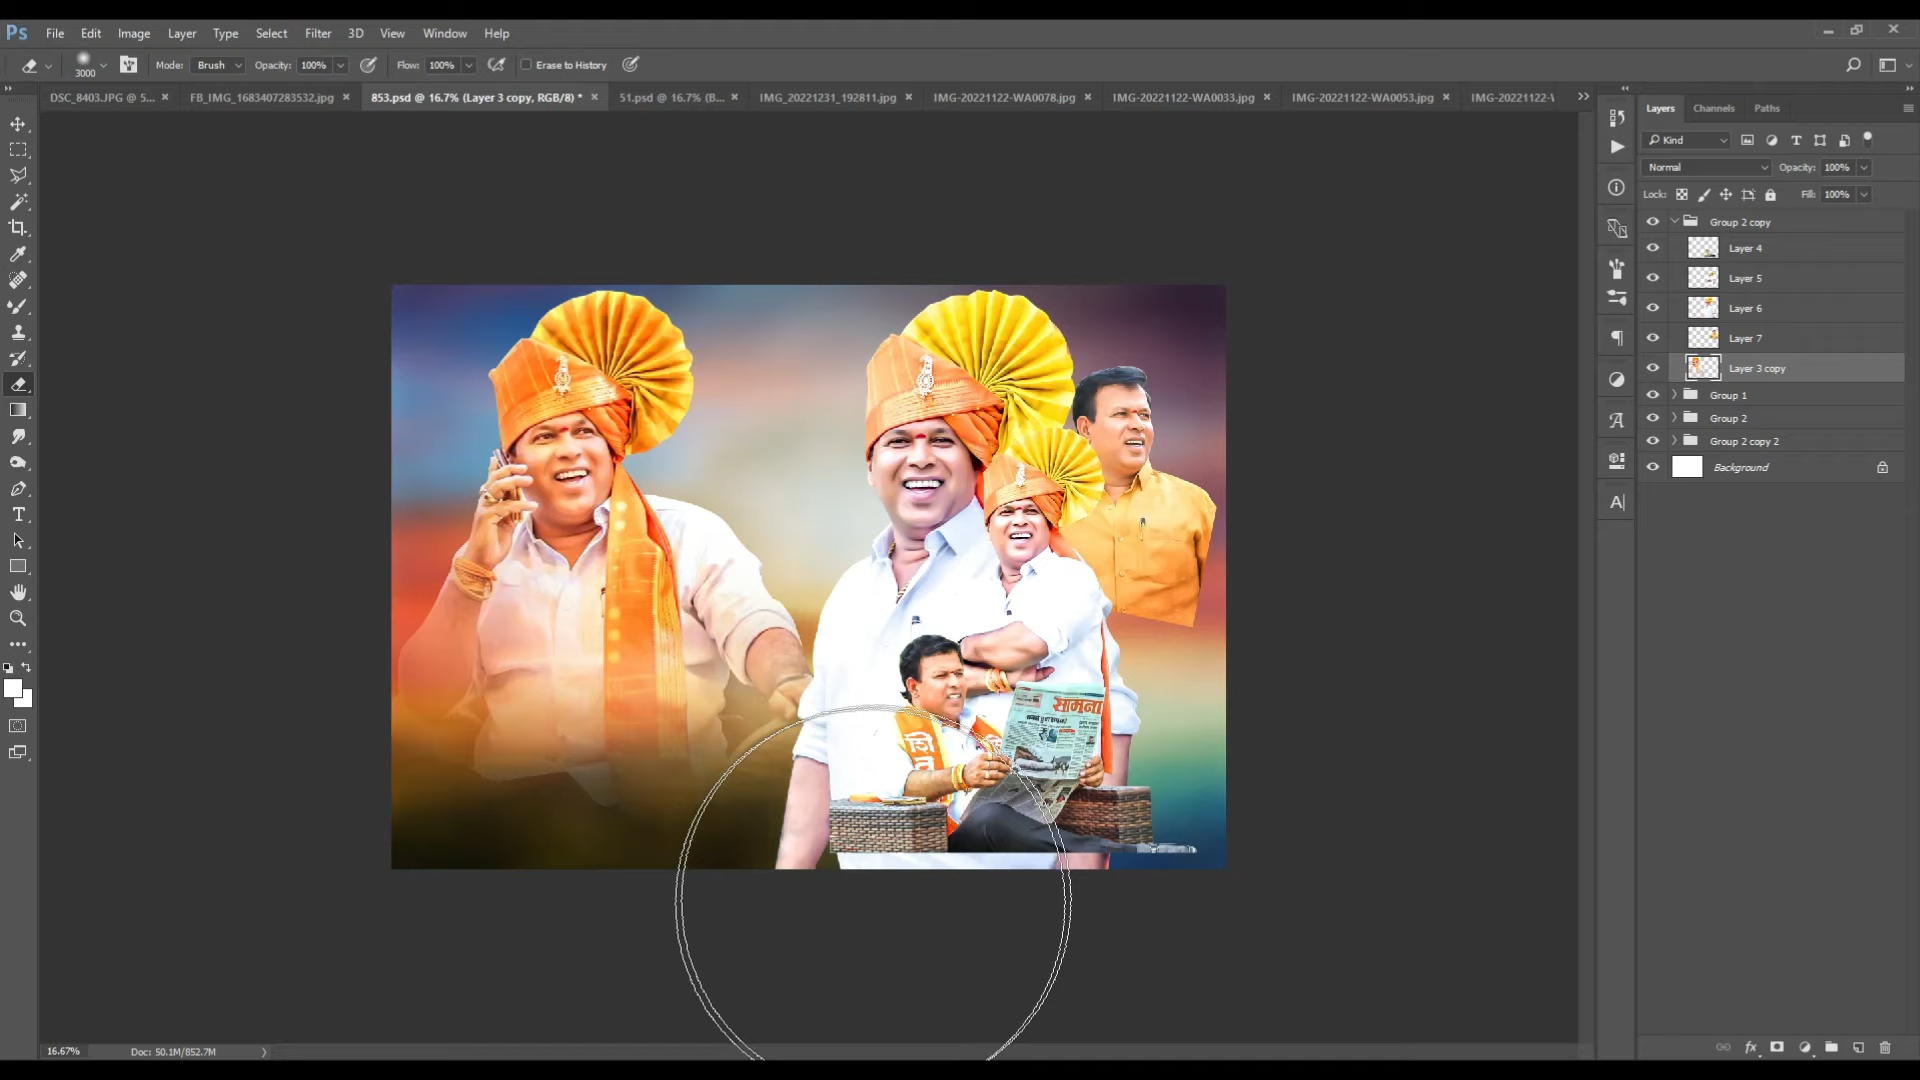 Ps File Edit Image Layer Type Select Filter 3D View Window Help
3000 Mode: Brush Opacity: 100% Flow: 100% Erase to History
DSC_8403.JPG @ 5... FB_IMG_1683407283532.jpg 853.psd @ 16.7% (Layer 3 copy, RGB/8) * 51.psd @ 16.7% (B... IMG_20221231_192811.jpg IMG-20221122-WA0078.jpg IMG-20221122-WA0033.jpg IMG-20221122-WA0053.jpg IMG-20221122-V
Layers Channels Paths
Kind
Normal Opacity: 100%
Lock: Fill: 100%
Group 2 copy
Layer 4
Layer 5
Layer 6
Layer 7
Layer 3 copy
Group 1
Group 2
Group 2 copy 2
Background
सामना
16.67% Doc: 50.1M/852.7M